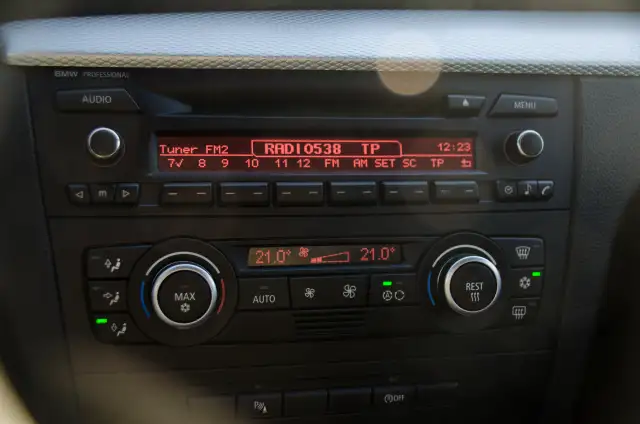 BMW PROFESSIONAL
AUDIO
MENU
Tuner FM2 RADIO538 TP 12:23
7✓ 8 9 10 11 12 FM AM SET SC TP
m
21.0° 21.0°
MAX
AUTO
A
REST
P
OFF